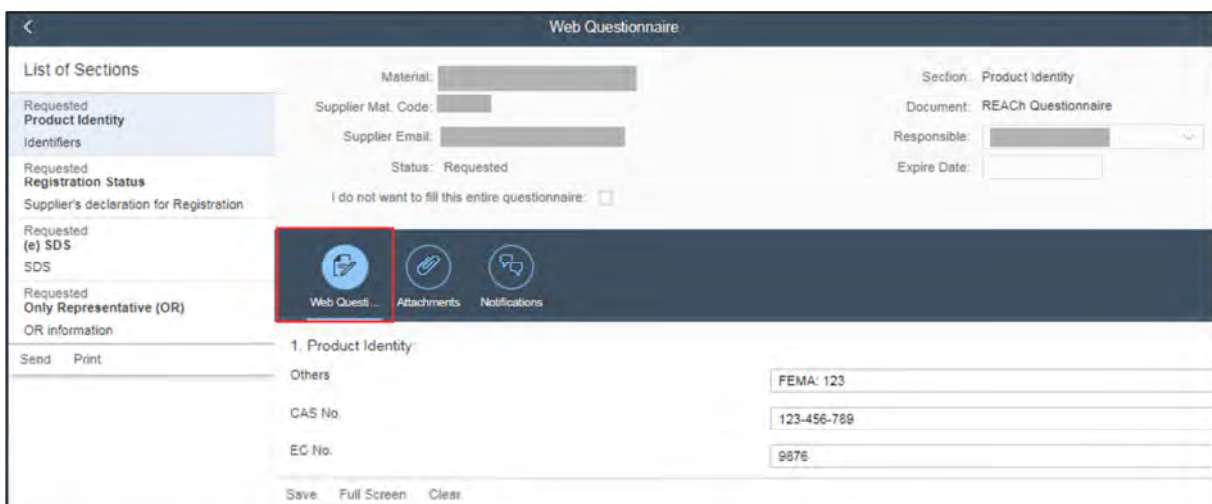 Web Questionnaire
List of Sections
Requested
Product Identity
Identifiers
Requested
Registration Status
Supplier's declaration for Registration
Requested
(e) SDS
SDS
Requested
Only Representative (OR)
OR information
Send Print
Material:
Supplier Mat. Code:
Supplier Email:
Status: Requested
I do not want to fill this entire questionnaire:
Section: Product Identity
Document: REACh Questionnaire
Responsible:
Expire Date:
Web Questi... Attachments Notifications
1. Product Identity
Others FEMA: 123
CAS No. 123-456-789
EC No. 9876
Save Full Screen Clear